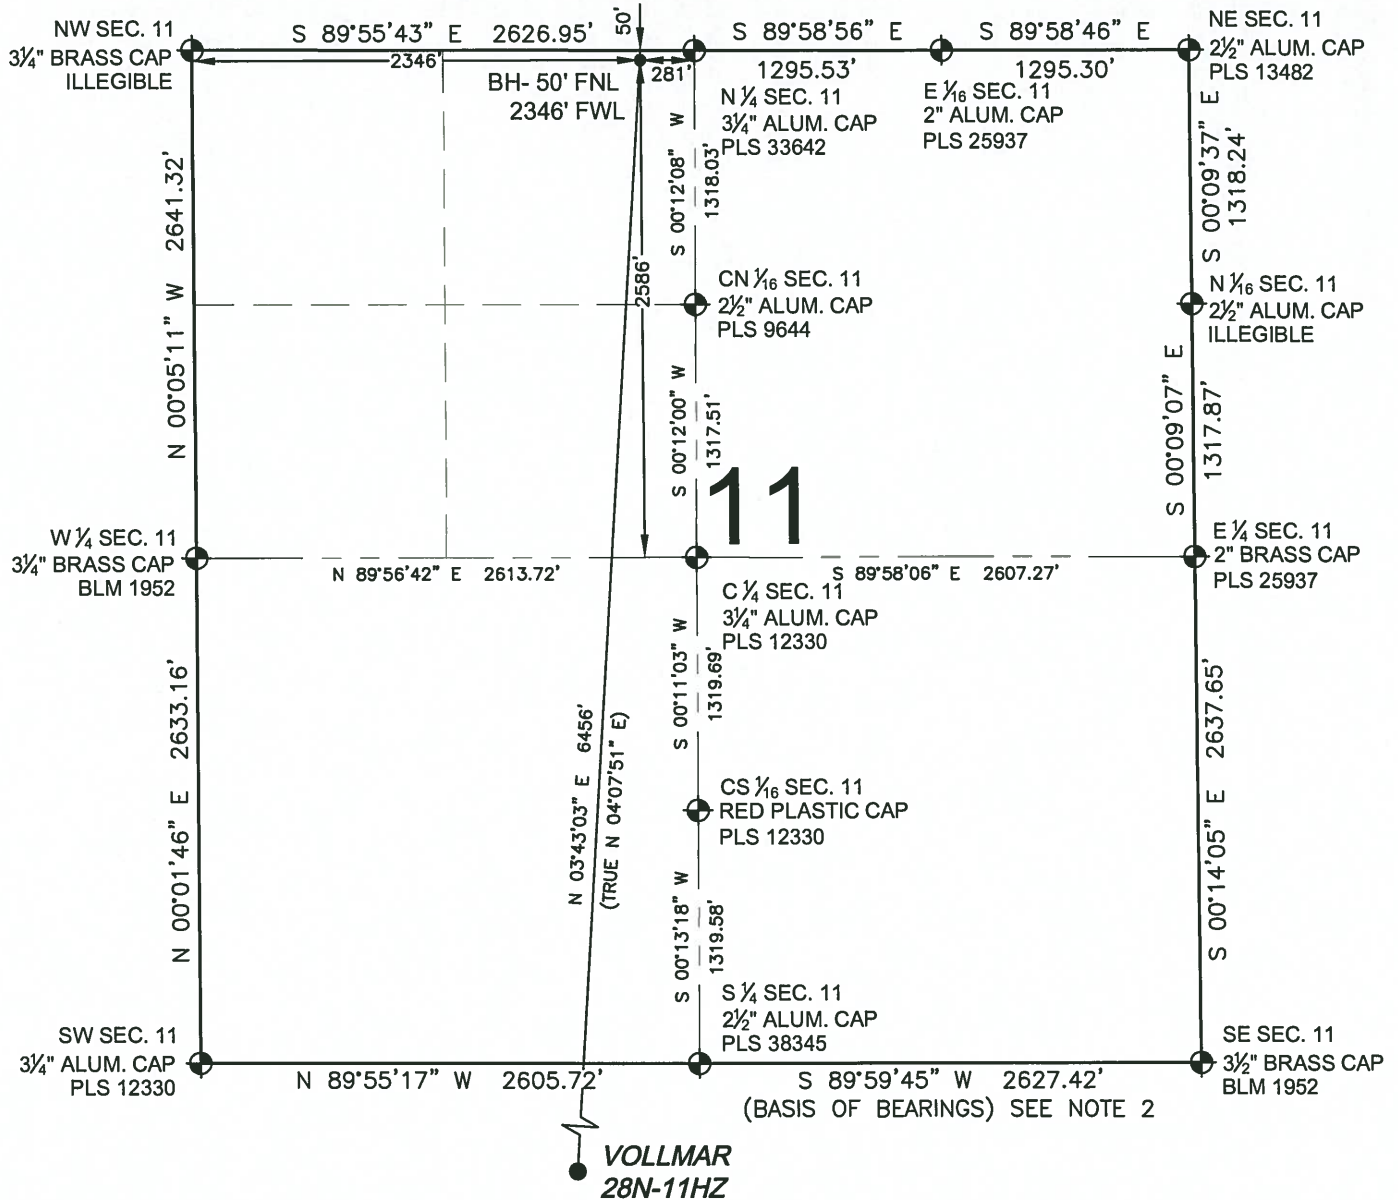 NW SEC. 11
3¼" BRASS CAP
ILLEGIBLE
S 89°55'43" E 2626.95'
50'
S 89°58'56" E
1295.53'
S 89°58'46" E
1295.30'
NE SEC. 11
2½" ALUM. CAP
PLS 13482
2346'
281'
BH- 50' FNL
2346' FWL
N ¼ SEC. 11
3¼" ALUM. CAP
PLS 33642
E 1⁄16 SEC. 11
2" ALUM. CAP
PLS 25937
N 00°05'11" W 2641.32'
S 00°12'08" W
1318.03'
S 00°09'37" E
1318.24'
2586'
CN 1⁄16 SEC. 11
2½" ALUM. CAP
PLS 9644
N 1⁄16 SEC. 11
2½" ALUM. CAP
ILLEGIBLE
S 00°12'00" W
1317.51'
S 00°09'07" E
1317.87'
11
W ¼ SEC. 11
3¼" BRASS CAP
BLM 1952
N 89°56'42" E 2613.72'
S 89°58'06" E 2607.27'
E ¼ SEC. 11
2" BRASS CAP
PLS 25937
C ¼ SEC. 11
3¼" ALUM. CAP
PLS 12330
N 00°01'46" E 2633.16'
N 03°43'03" E 6456'
(TRUE N 04°07'51" E)
S 00°11'03" W
1319.69'
S 00°14'05" E 2637.65'
CS 1⁄16 SEC. 11
RED PLASTIC CAP
PLS 12330
S 00°13'18" W
1319.58'
S ¼ SEC. 11
2½" ALUM. CAP
PLS 38345
SW SEC. 11
3¼" ALUM. CAP
PLS 12330
N 89°55'17" W 2605.72'
S 89°59'45" W 2627.42'
(BASIS OF BEARINGS) SEE NOTE 2
SE SEC. 11
3½" BRASS CAP
BLM 1952
VOLLMAR
28N-11HZ